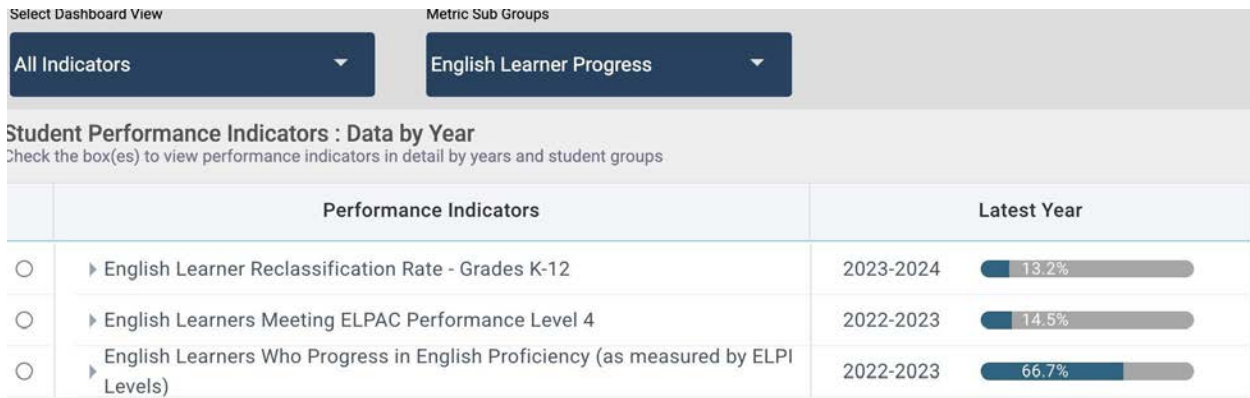 Select Dashboard View
Metric Sub Groups
All Indicators
English Learner Progress
Student Performance Indicators : Data by Year
Check the box(es) to view performance indicators in detail by years and student groups
Performance Indicators
Latest Year
English Learner Reclassification Rate - Grades K-12
2023-2024
13.2%
English Learners Meeting ELPAC Performance Level 4
2022-2023
14.5%
English Learners Who Progress in English Proficiency (as measured by ELPI
Levels)
2022-2023
66.7%